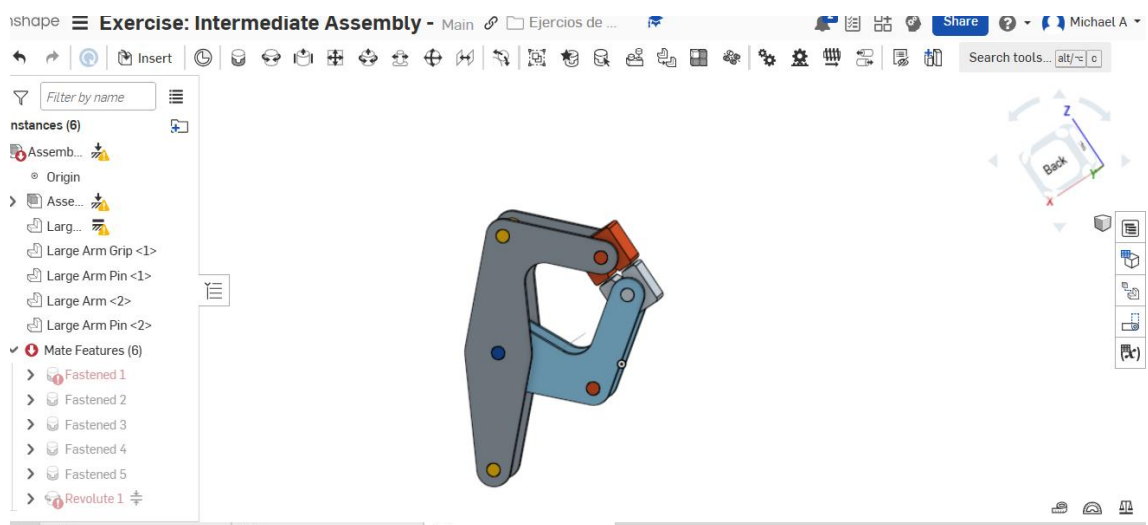 nshape Exercise: Intermediate Assembly - Main Ejercios de ... Share Michael A
Insert Search tools... alt/⌥ c
Filter by name
nstances (6)
Assemb...
Origin
Asse...
Larg...
Large Arm Grip <1>
Large Arm Pin <1>
Large Arm <2>
Large Arm Pin <2>
Mate Features (6)
Fastened 1
Fastened 2
Fastened 3
Fastened 4
Fastened 5
Revolute 1
Z
Back
Y
X
(x)